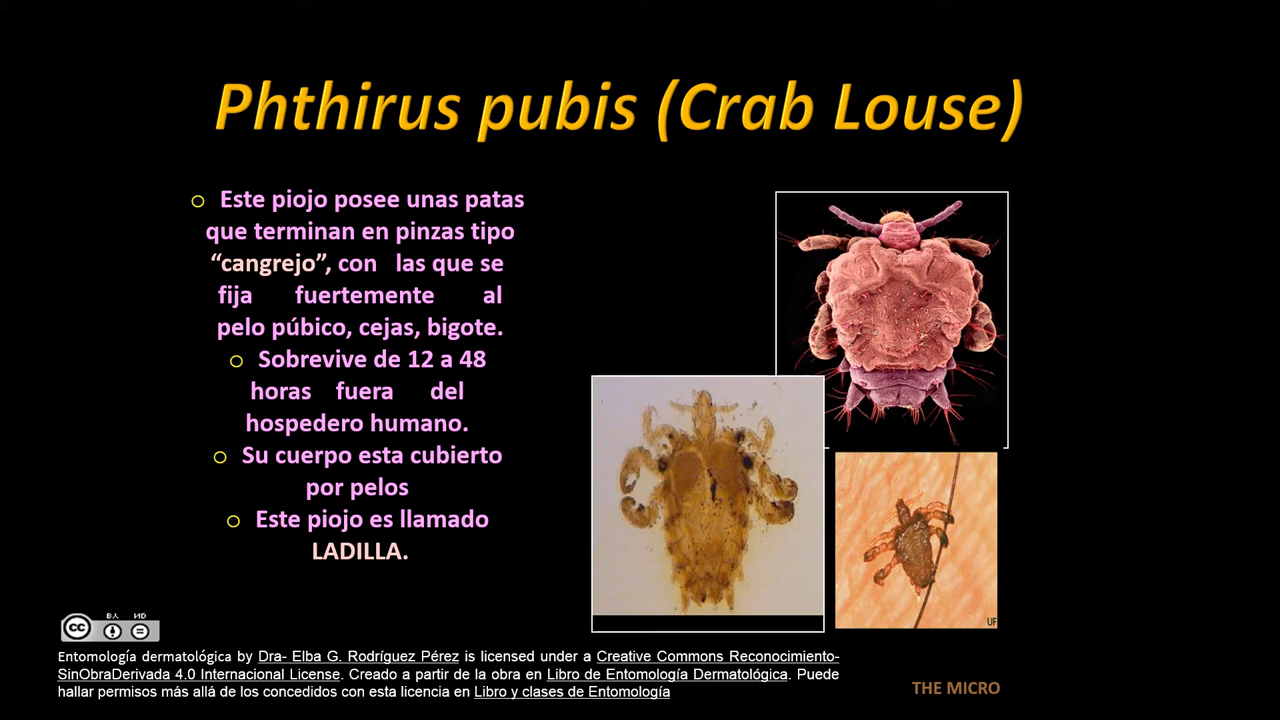 Phthirus pubis (Crab Louse)
o Este piojo posee unas patas
que terminan en pinzas tipo
“cangrejo”, con las que se
fija fuertemente al
pelo púbico, cejas, bigote.
o Sobrevive de 12 a 48
horas fuera del
hospedero humano.
o Su cuerpo esta cubierto
por pelos
o Este piojo es llamado
LADILLA.
UF
cc BY ND
Entomología dermatológica by Dra- Elba G. Rodríguez Pérez is licensed under a Creative Commons Reconocimiento-
SinObraDerivada 4.0 Internacional License. Creado a partir de la obra en Libro de Entomología Dermatológica. Puede
hallar permisos más allá de los concedidos con esta licencia en Libro y clases de Entomología
THE MICRO